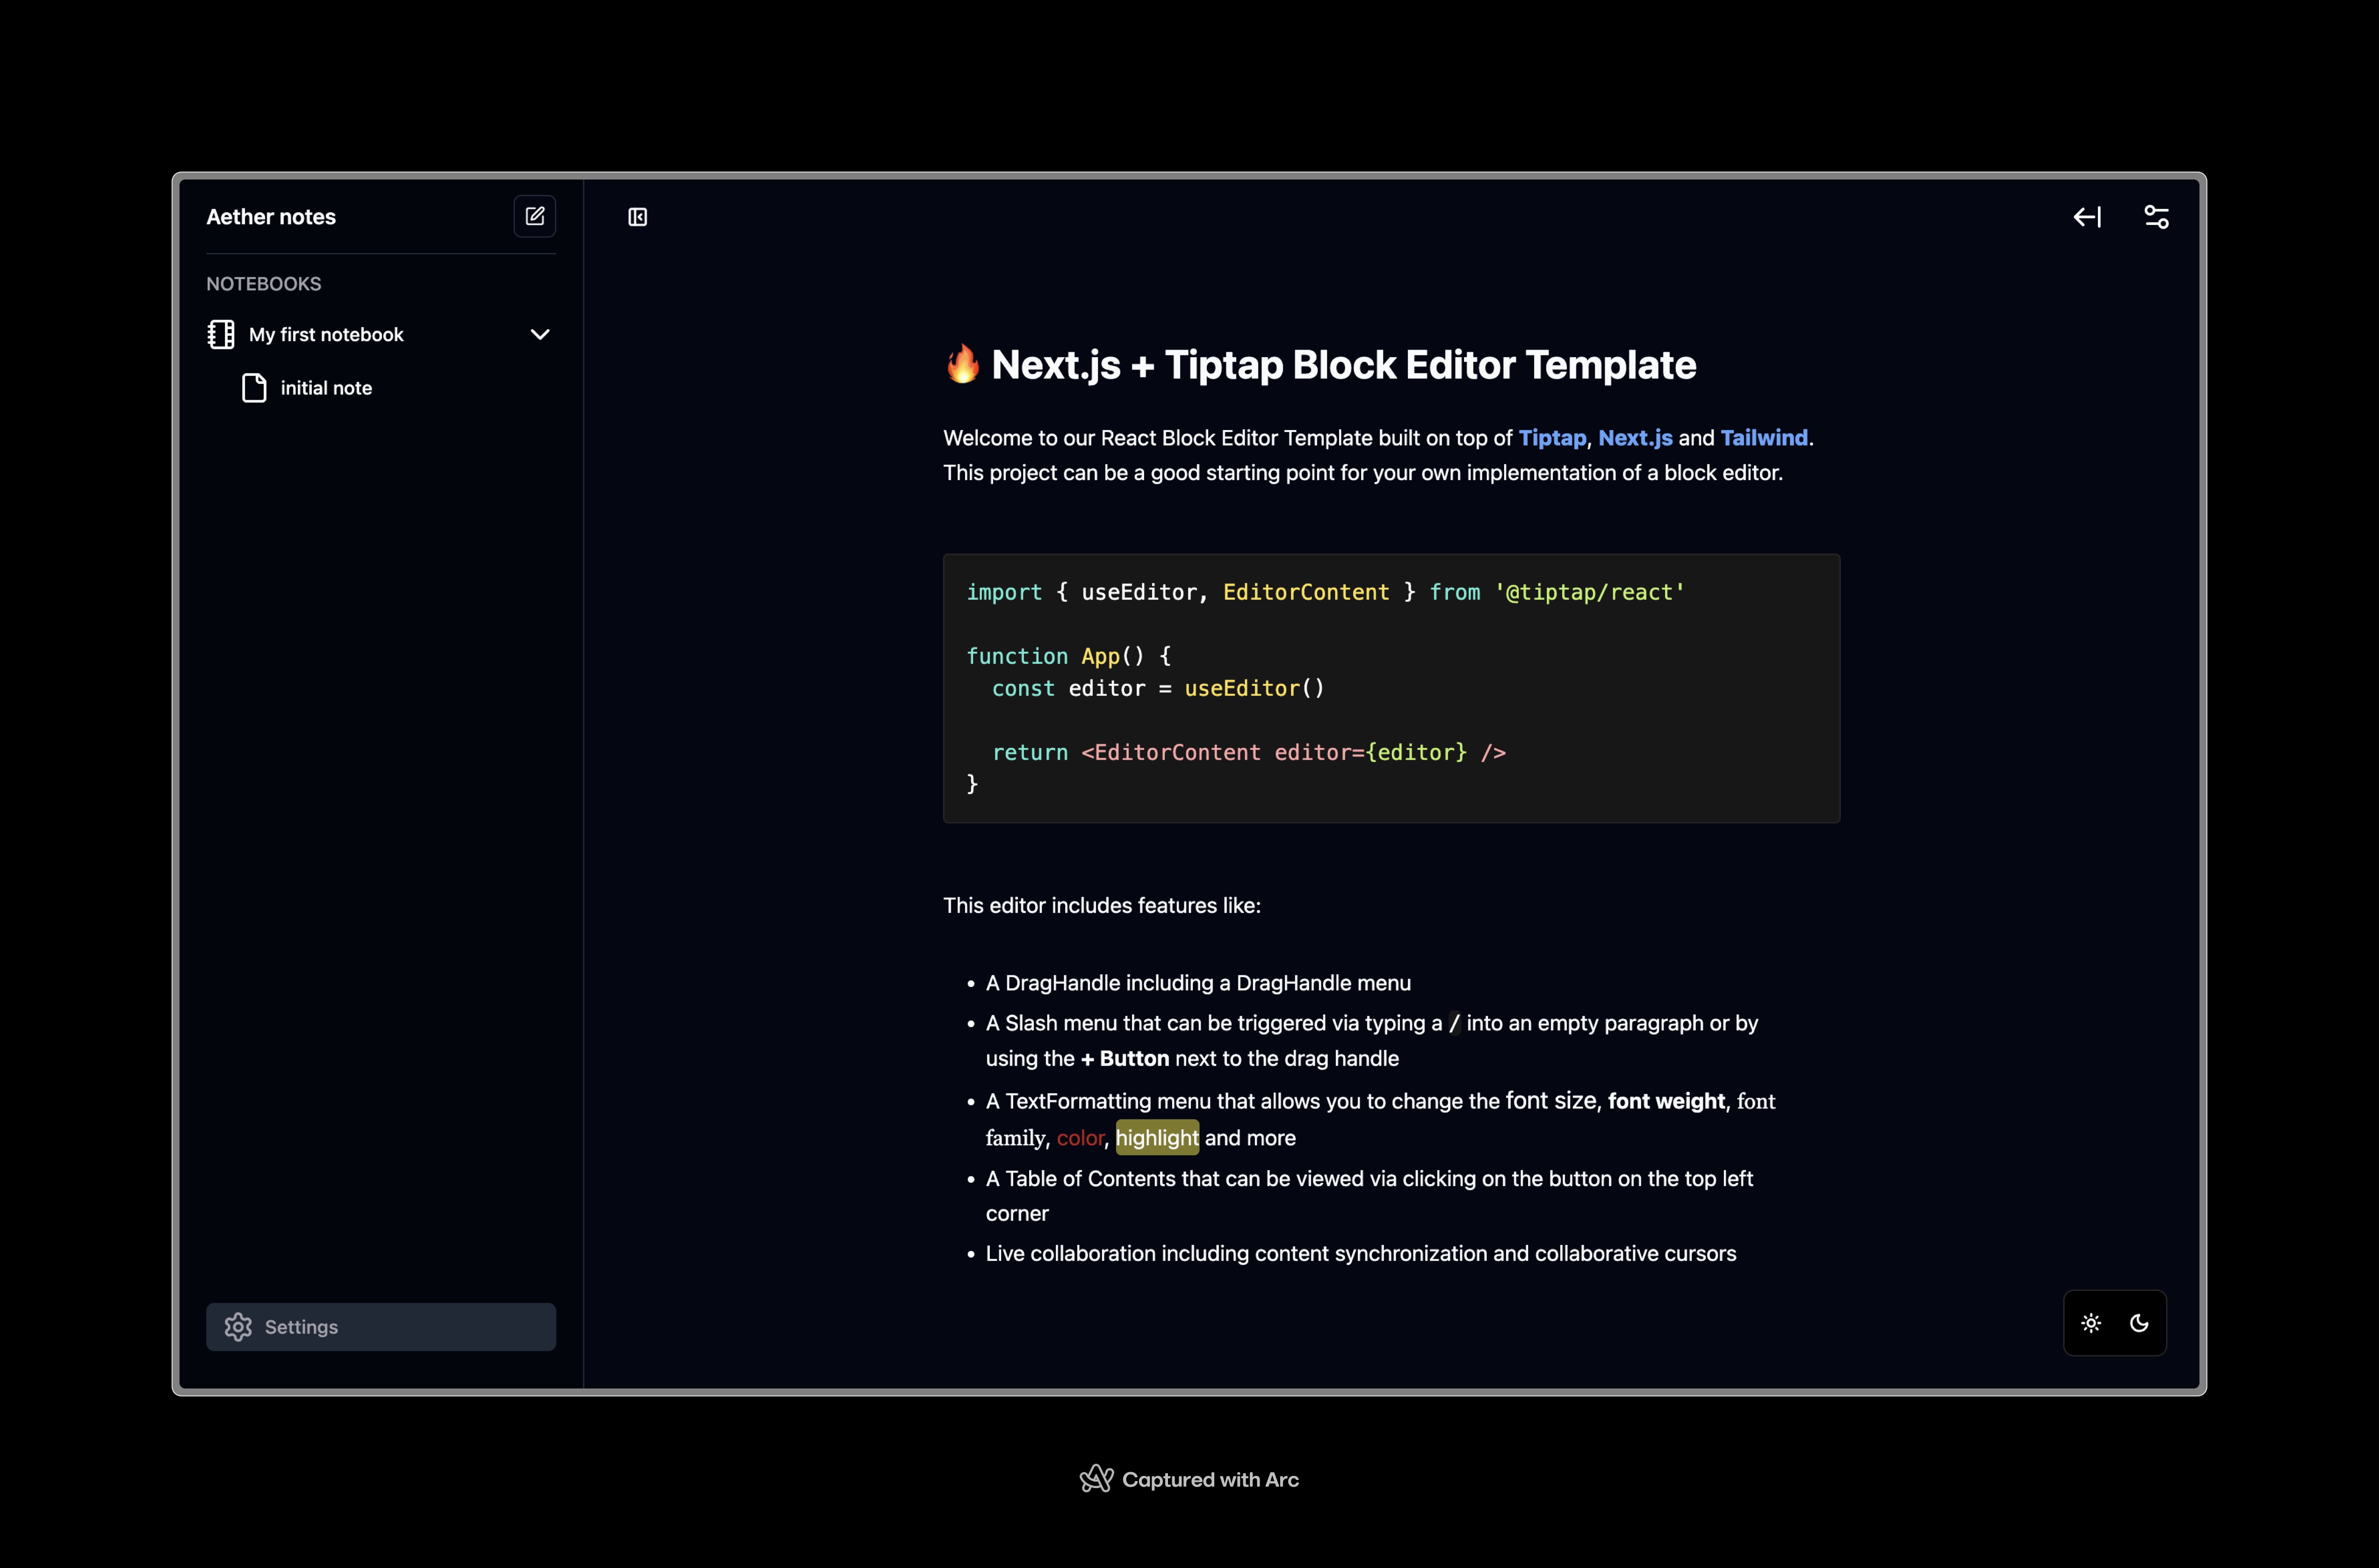 Aether notes
NOTEBOOKS
My first notebook
initial note
Settings
🔥 Next.js + Tiptap Block Editor Template
Welcome to our React Block Editor Template built on top of Tiptap, Next.js and Tailwind.
This project can be a good starting point for your own implementation of a block editor.
import { useEditor, EditorContent } from '@tiptap/react'
function App() {
  const editor = useEditor()
  return <EditorContent editor={editor} />
}
This editor includes features like:
• A DragHandle including a DragHandle menu
• A Slash menu that can be triggered via typing a / into an empty paragraph or by
using the + Button next to the drag handle
• A TextFormatting menu that allows you to change the font size, font weight, font
family, color, highlight and more
• A Table of Contents that can be viewed via clicking on the button on the top left
corner
• Live collaboration including content synchronization and collaborative cursors
Captured with Arc